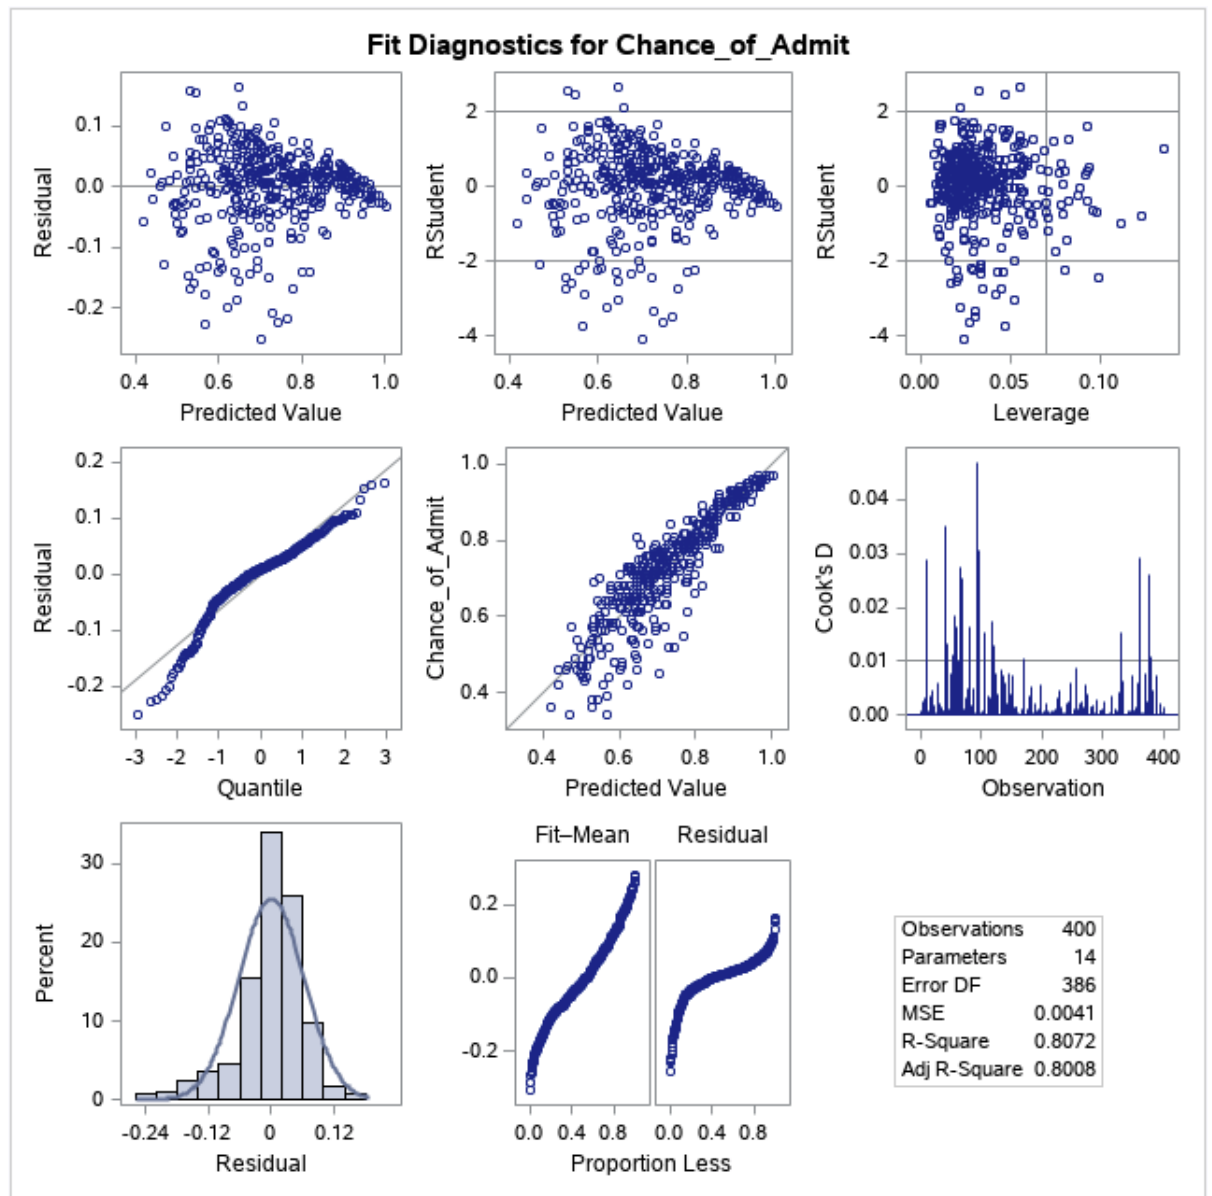 Fit Diagnostics for Chance_of_Admit
0.1
0.0
-0.1
-0.2
Residual
0.4 0.6 0.8 1.0
Predicted Value
2
0
-2
-4
RStudent
0.4 0.6 0.8 1.0
Predicted Value
2
0
-2
-4
RStudent
0.00 0.05 0.10
Leverage
0.2
0.1
0.0
-0.1
-0.2
Residual
-3 -2 -1 0 1 2 3
Quantile
1.0
0.8
0.6
0.4
Chance_of_Admit
0.4 0.6 0.8 1.0
Predicted Value
0.04
0.03
0.02
0.01
0.00
Cook's D
0 100 200 300 400
Observation
30
20
10
0
Percent
-0.24 -0.12 0 0.12
Residual
Fit–Mean Residual
0.2
0.0
-0.2
0.0 0.4 0.8 0.0 0.4 0.8
Proportion Less
Observations 400
Parameters 14
Error DF 386
MSE 0.0041
R-Square 0.8072
Adj R-Square 0.8008